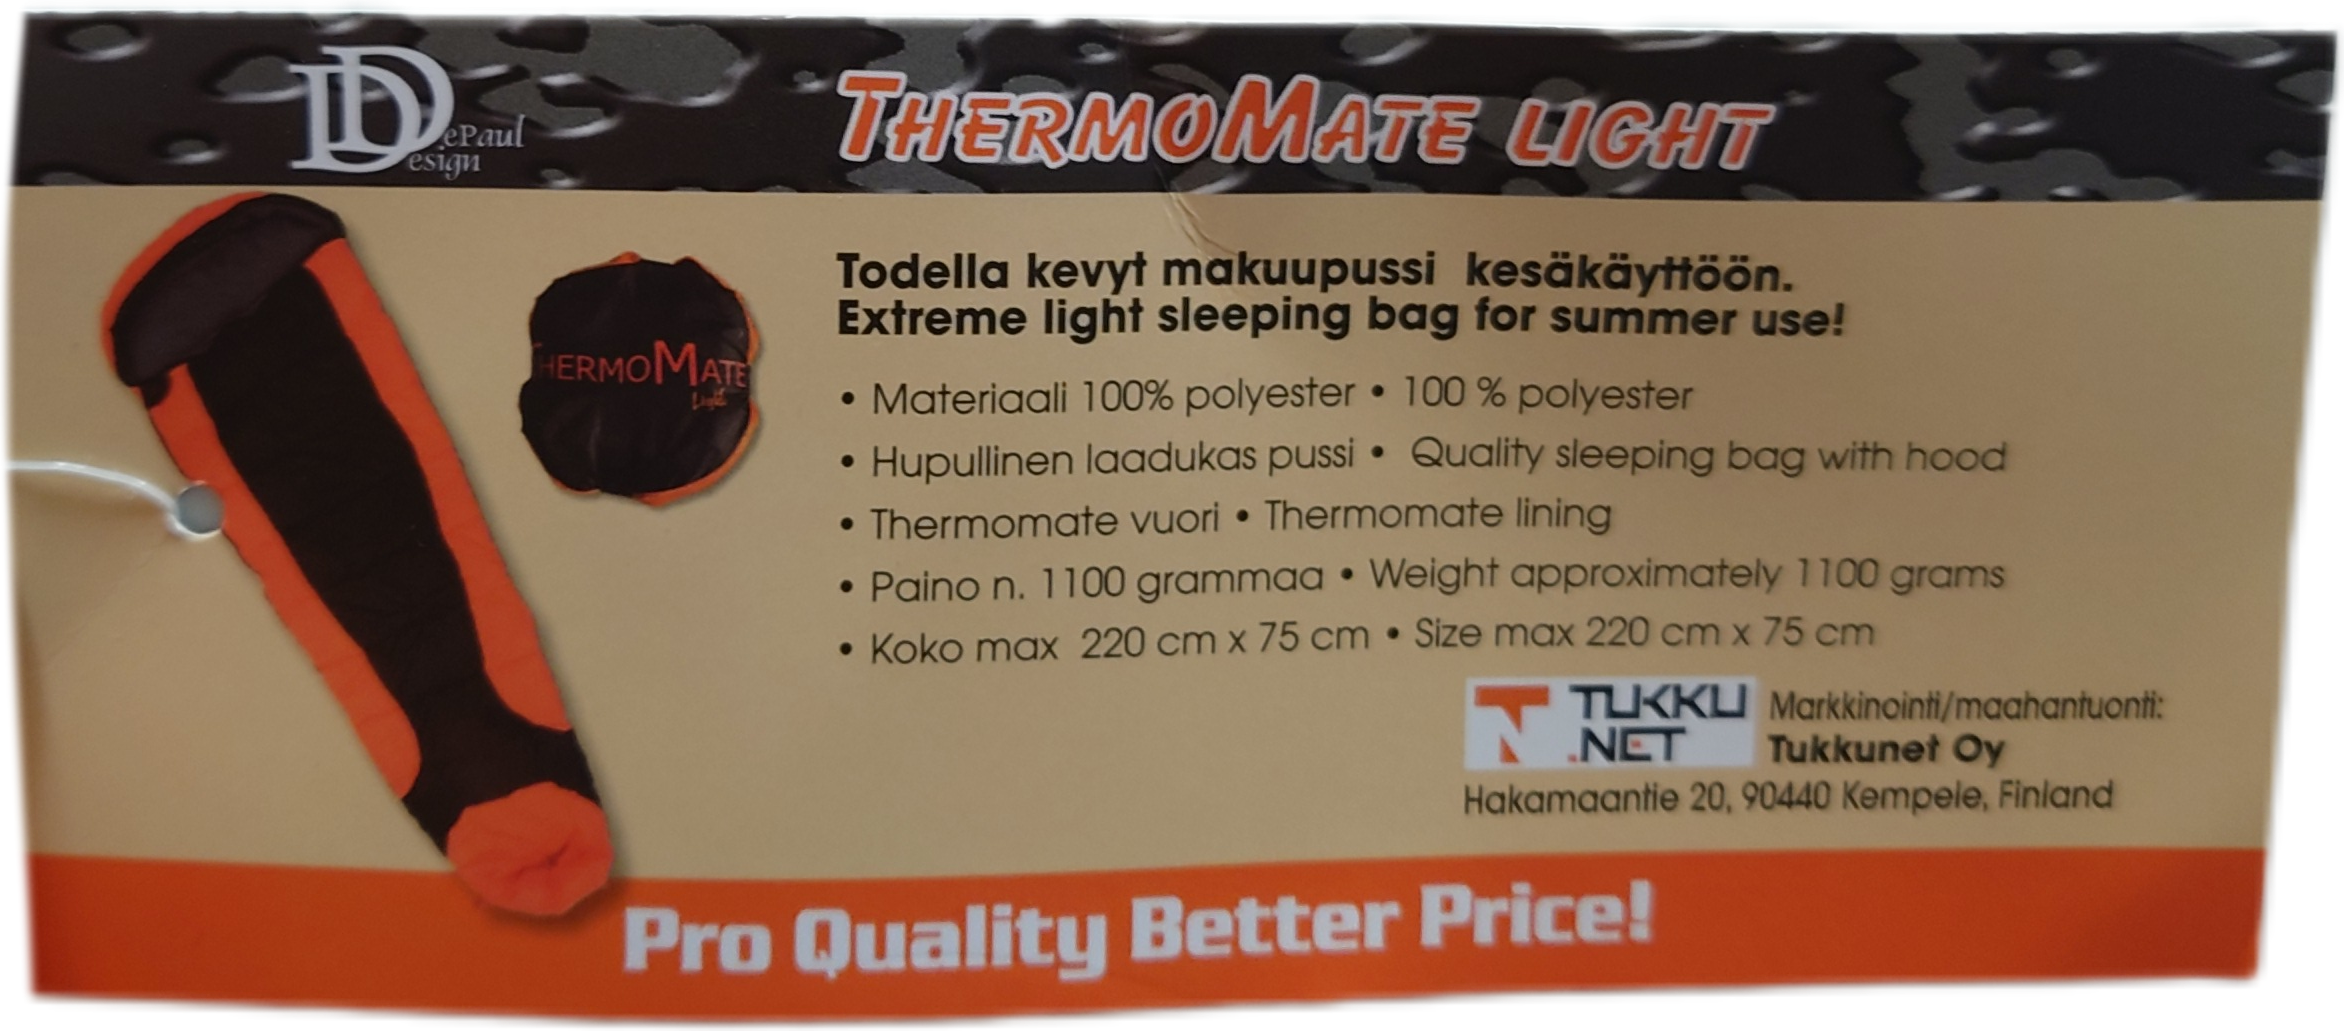 DePaul
Design
THERMOMATE LIGHT
THERMOMATE
Light
Todella kevyt makuupussi kesäkäyttöön.
Extreme light sleeping bag for summer use!
• Materiaali 100% polyester • 100 % polyester
• Hupullinen laadukas pussi • Quality sleeping bag with hood
• Thermomate vuori • Thermomate lining
• Paino n. 1100 grammaa • Weight approximately 1100 grams
• Koko max 220 cm x 75 cm • Size max 220 cm x 75 cm
TUKKU
.NET
Markkinointi/maahantuonti:
Tukkunet Oy
Hakamaantie 20, 90440 Kempele, Finland
Pro Quality Better Price!